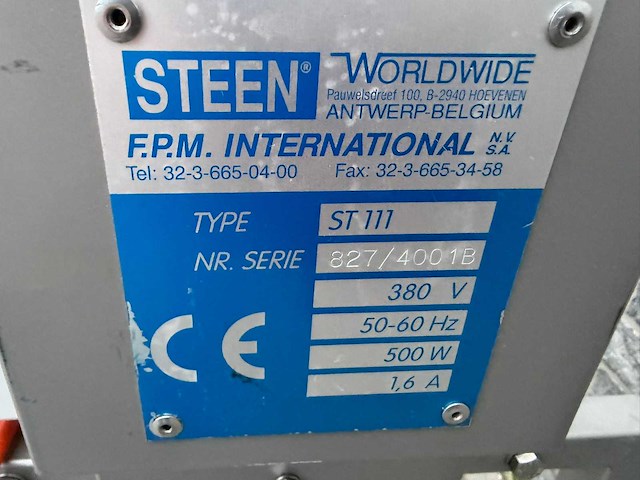 STEEN® WORLDWIDE
Pauwelsdreef 100, B-2940 HOEVENEN
ANTWERP-BELGIUM
F.P.M. INTERNATIONAL N.V. S.A.
Tel: 32-3-665-04-00 Fax: 32-3-665-34-58
TYPE ST 111
NR. SERIE 827/4001B
380 V
50-60 Hz
CE 500 W
1,6 A